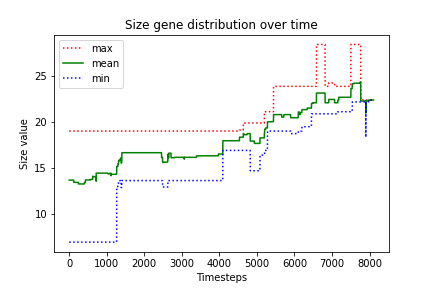 Size gene distribution over time
max
mean
min
Size value
25
20
15
10
0 1000 2000 3000 4000 5000 6000 7000 8000
Timesteps